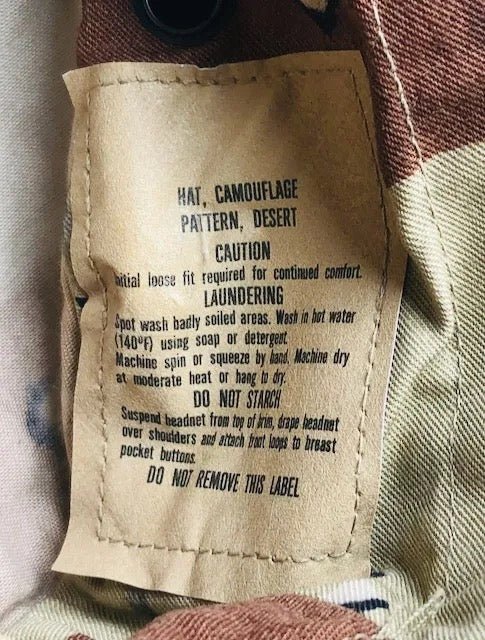 HAT, CAMOUFLAGE
PATTERN, DESERT
CAUTION
nitial loose fit required for continued comfort.
LAUNDERING
Spot wash badly soiled areas. Wash in hot water
(140ºF) using soap or detergent.
Machine spin or squeeze by hand. Machine dry
at moderate heat or hang to dry.
DO NOT STARCH
Suspend headnet from top of brim, drape headnet
over shoulders and attach front loops to breast
pocket buttons.
DO NOT REMOVE THIS LABEL